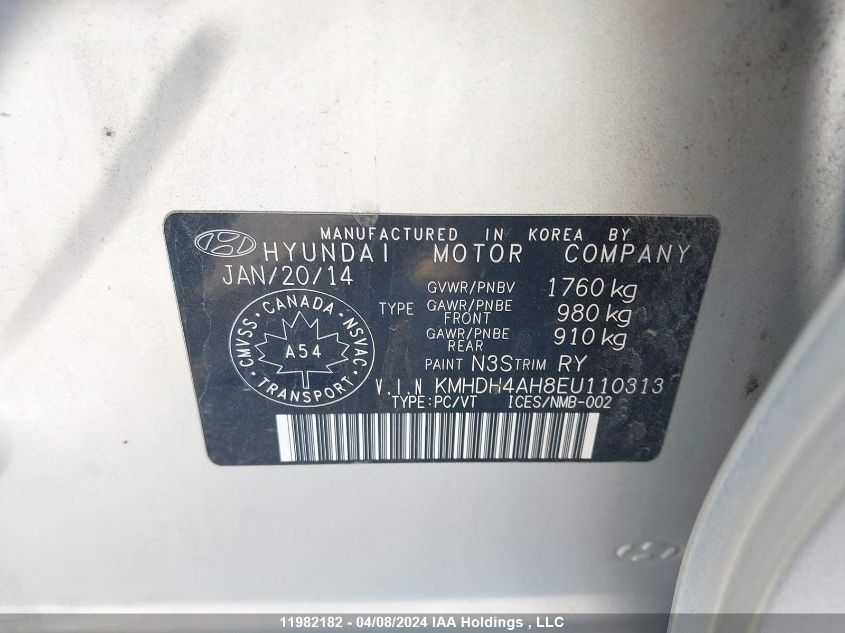 MANUFACTURED IN KOREA BY
HYUNDAI MOTOR COMPANY
JAN/20/14
GVWR/PNBV 1760 kg
TYPE GAWR/PNBE FRONT 980 kg
GAWR/PNBE REAR 910 kg
CMVSS · CANADA · NSVAC
A54
TRANSPORT
PAINT N3S TRIM RY
V.I.N KMHDH4AH8EU110313
TYPE:PC/VT ICES/NMB-002
11982182 - 04/08/2024 IAA Holdings , LLC